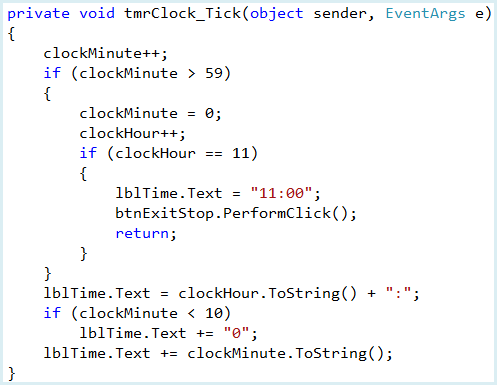 private void tmrClock_Tick(object sender, EventArgs e)
{
    clockMinute++;
    if (clockMinute > 59)
    {
        clockMinute = 0;
        clockHour++;
        if (clockHour == 11)
        {
            lblTime.Text = "11:00";
            btnExitStop.PerformClick();
            return;
        }
    }
    lblTime.Text = clockHour.ToString() + ":";
    if (clockMinute < 10)
        lblTime.Text += "0";
    lblTime.Text += clockMinute.ToString();
}